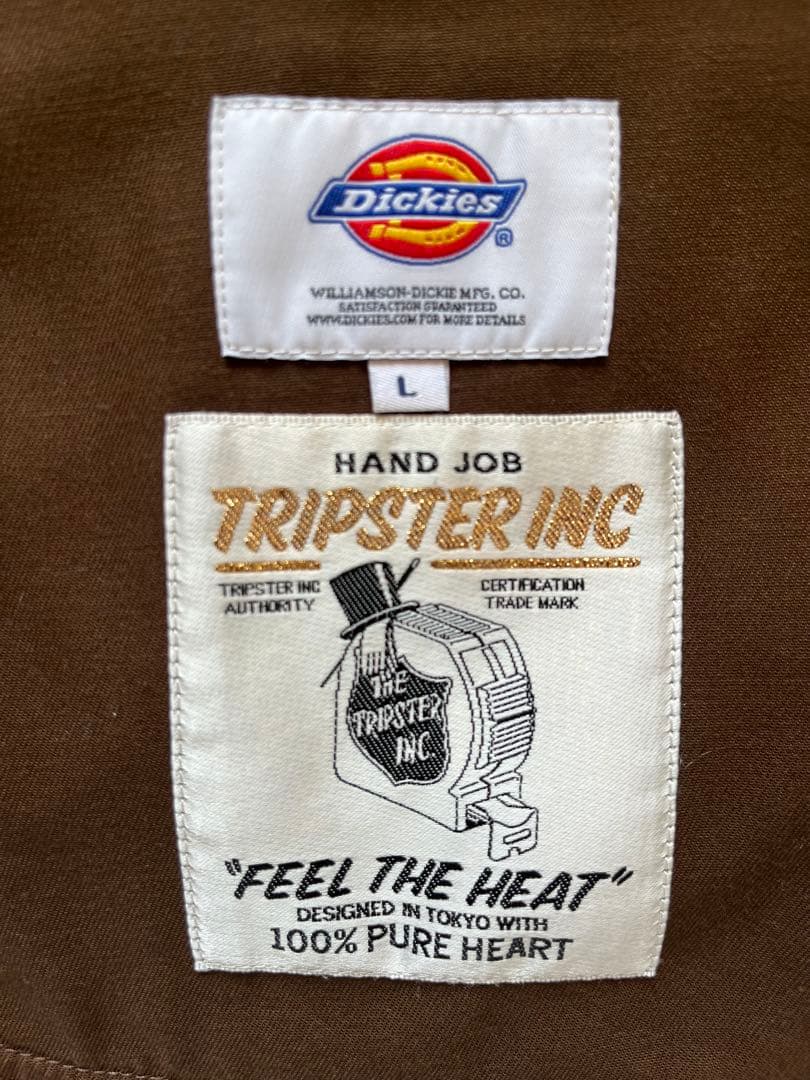 Dickies
®
WILLIAMSON-DICKIE MFG. CO.
SATISFACTION GUARANTEED
WWW.DICKIES.COM FOR MORE DETAILS
L
HAND JOB
TRIPSTER INC
TRIPSTER INC
AUTHORITY
CERTIFICATION
TRADE MARK
THE
TRIPSTER
INC
"FEEL THE HEAT"
DESIGNED IN TOKYO WITH
100% PURE HEART